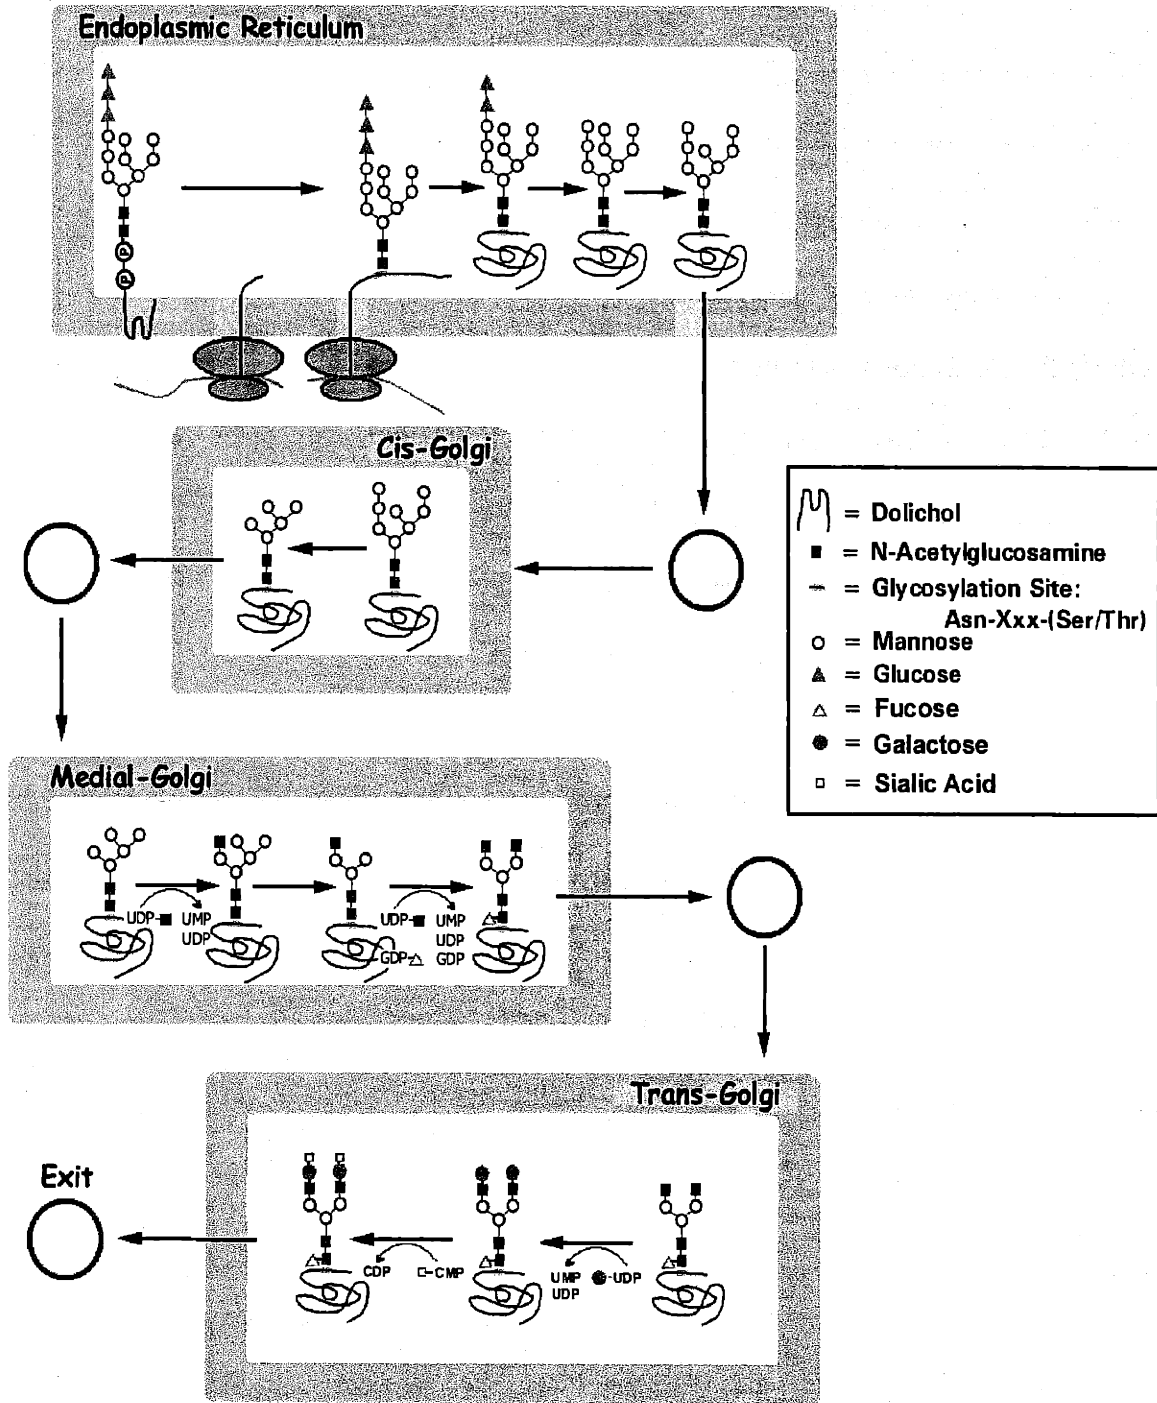 Endoplasmic Reticulum
P
P
Cis-Golgi
= Dolichol
= N-Acetylglucosamine
= Glycosylation Site:
Asn-Xxx-(Ser/Thr)
= Mannose
= Glucose
= Fucose
= Galactose
= Sialic Acid
Medial-Golgi
UDP- UMP
UDP
UDP- UMP
UDP
GDP- GDP
Trans-Golgi
Exit
CDP -CMP
UMP -UDP
UDP